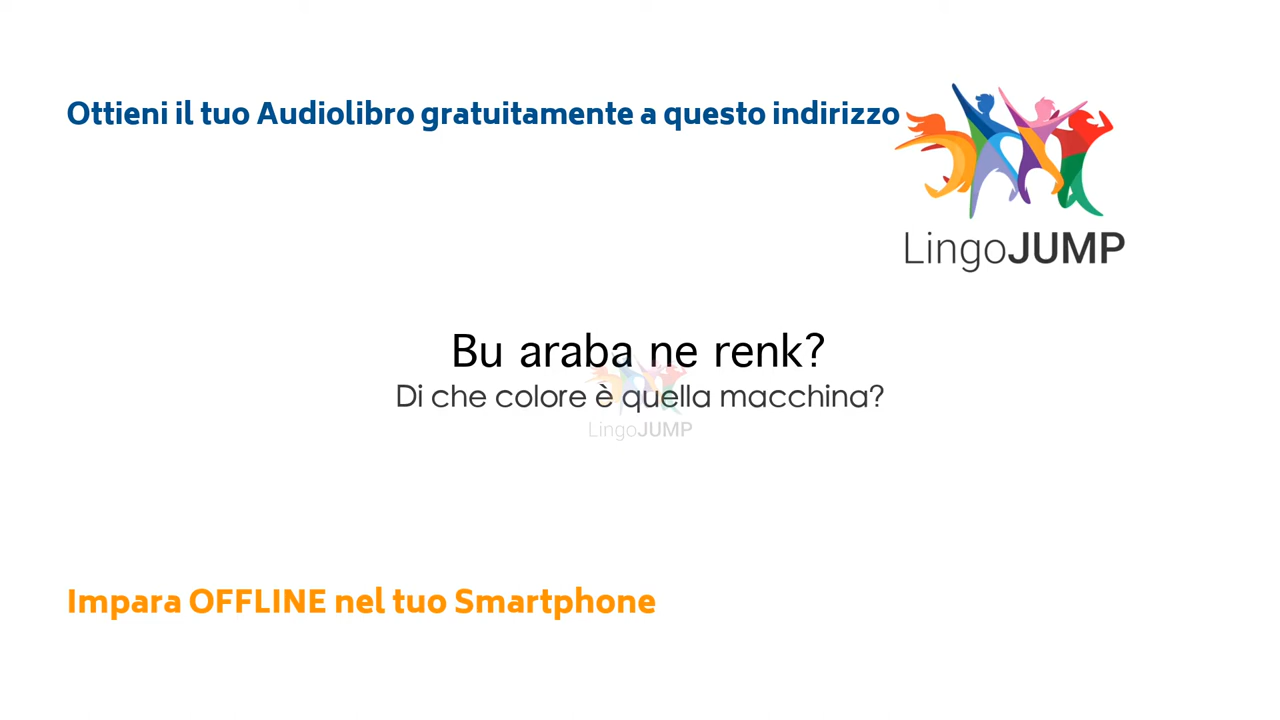 Ottieni il tuo Audiolibro gratuitamente a questo indirizzo
LingoJUMP
Bu araba ne renk?
Di che colore è quella macchina?
LingoJUMP
Impara OFFLINE nel tuo Smartphone